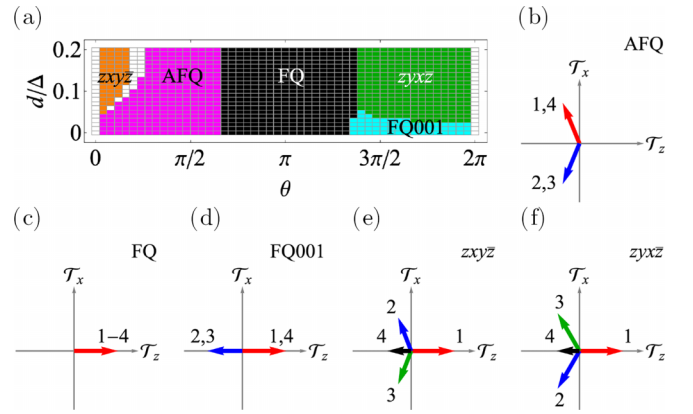 (a)
(b)
0.2
0.1
0
d/Δ
zxyz̄
AFQ
FQ
zyxz̄
FQ001
0 π/2 π 3π/2 2π
θ
AFQ
𝒯x
1,4
𝒯z
2,3
(c) (d) (e) (f)
FQ
𝒯x
1−4
𝒯z
FQ001
𝒯x
2,3 1,4
𝒯z
zxyz̄
𝒯x
2
4 1
𝒯z
3
zyxz̄
𝒯x
3
4 1
𝒯z
2